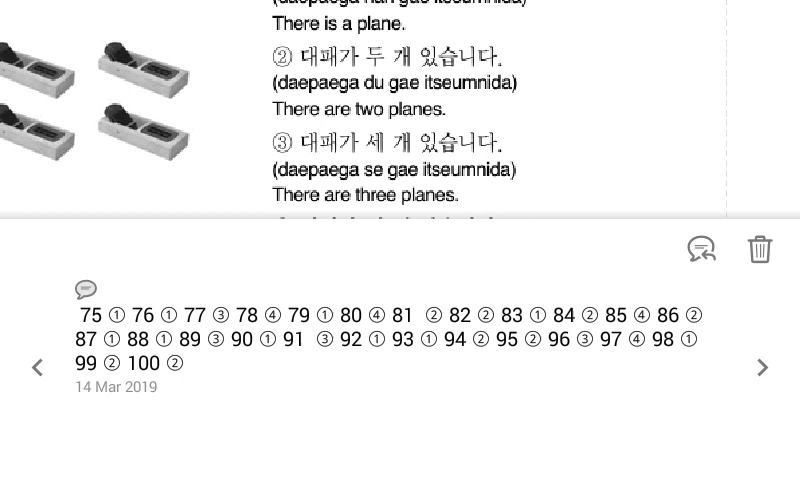 There is a plane.
② 대패가 두 개 있습니다.
(daepaega du gae itseumnida)
There are two planes.
③ 대패가 세 개 있습니다.
(daepaega se gae itseumnida)
There are three planes.
75 ① 76 ① 77 ③ 78 ④ 79 ① 80 ④ 81 ② 82 ② 83 ① 84 ② 85 ④ 86 ②
87 ① 88 ① 89 ③ 90 ① 91 ③ 92 ① 93 ① 94 ② 95 ② 96 ③ 97 ④ 98 ①
99 ② 100 ②
14 Mar 2019